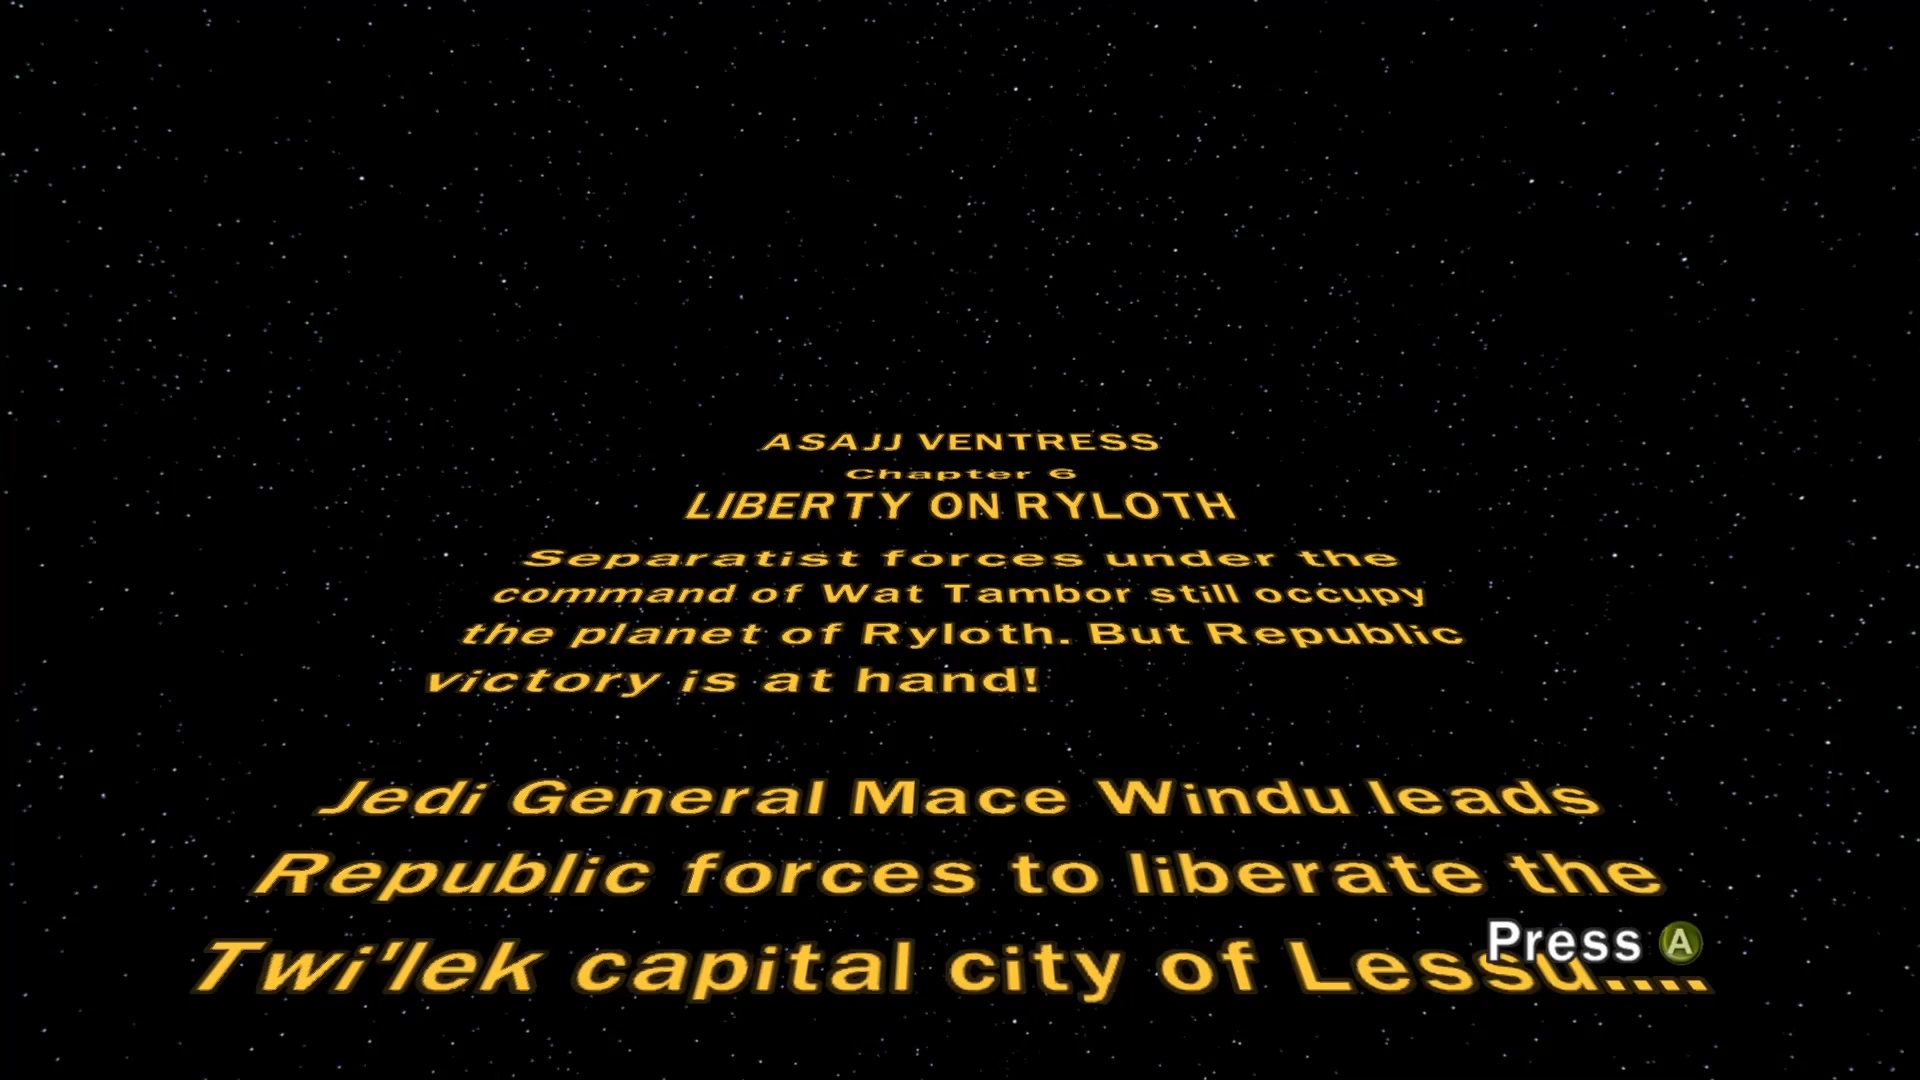 ASAJJ VENTRESS
Chapter 6
LIBERTY ON RYLOTH
Separatist forces under the
command of Wat Tambor still occupy
the planet of Ryloth. But Republic
victory is at hand!
Jedi General Mace Windu leads
Republic forces to liberate the
Twi'lek capital city of Lessu....
Press A